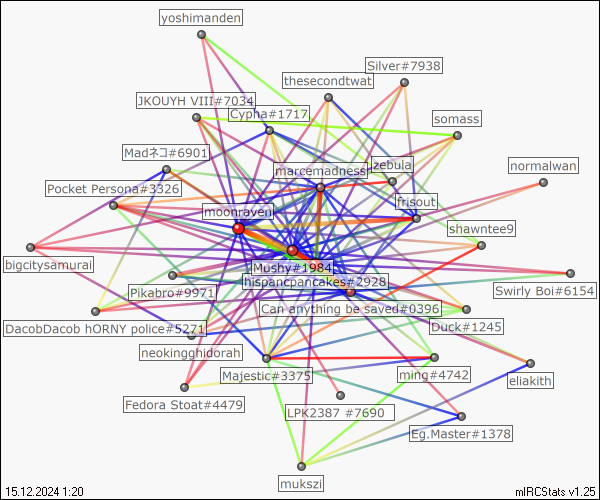 yoshimanden
Silver#7938
thesecondtwat
JKOUYH VIII#7034
Cypha#1717
somass
Madネコ#6901
zebula
marcemadness
normalwan
Pocket Persona#3326
frisout
moonraven
shawntee9
bigcitysamurai
Mushy#1984
hispancpancakes#2928
Pikabro#9971
Swirly Boi#6154
Can anything be saved#0396
DacobDacob hORNY police#5271
Duck#1245
neokingghidorah
Majestic#3375
ming#4742
eliakith
Fedora Stoat#4479
LPK2387 #7690
Eg.Master#1378
mukszi
15.12.2024 1:20
mIRCStats v1.25